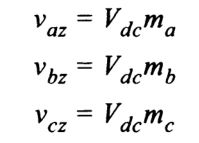 v_az = V_dc m_a
v_bz = V_dc m_b
v_cz = V_dc m_c